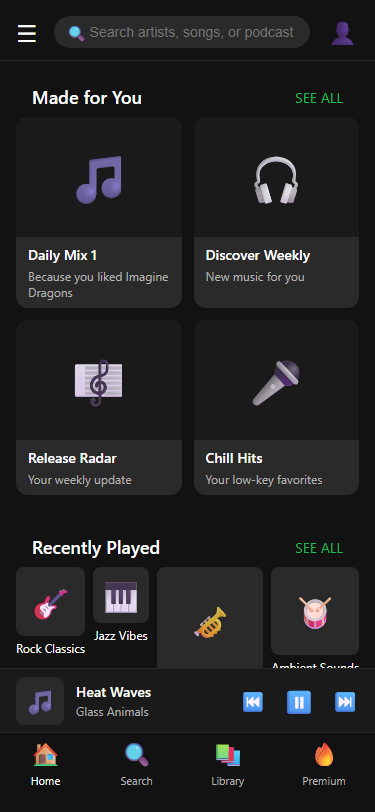 Search artists, songs, or podcast
Made for You
SEE ALL
Daily Mix 1
Because you liked Imagine
Dragons
Discover Weekly
New music for you
Release Radar
Your weekly update
Chill Hits
Your low-key favorites
Recently Played
SEE ALL
Rock Classics
Jazz Vibes
Ambient Sounds
Heat Waves
Glass Animals
Home
Search
Library
Premium